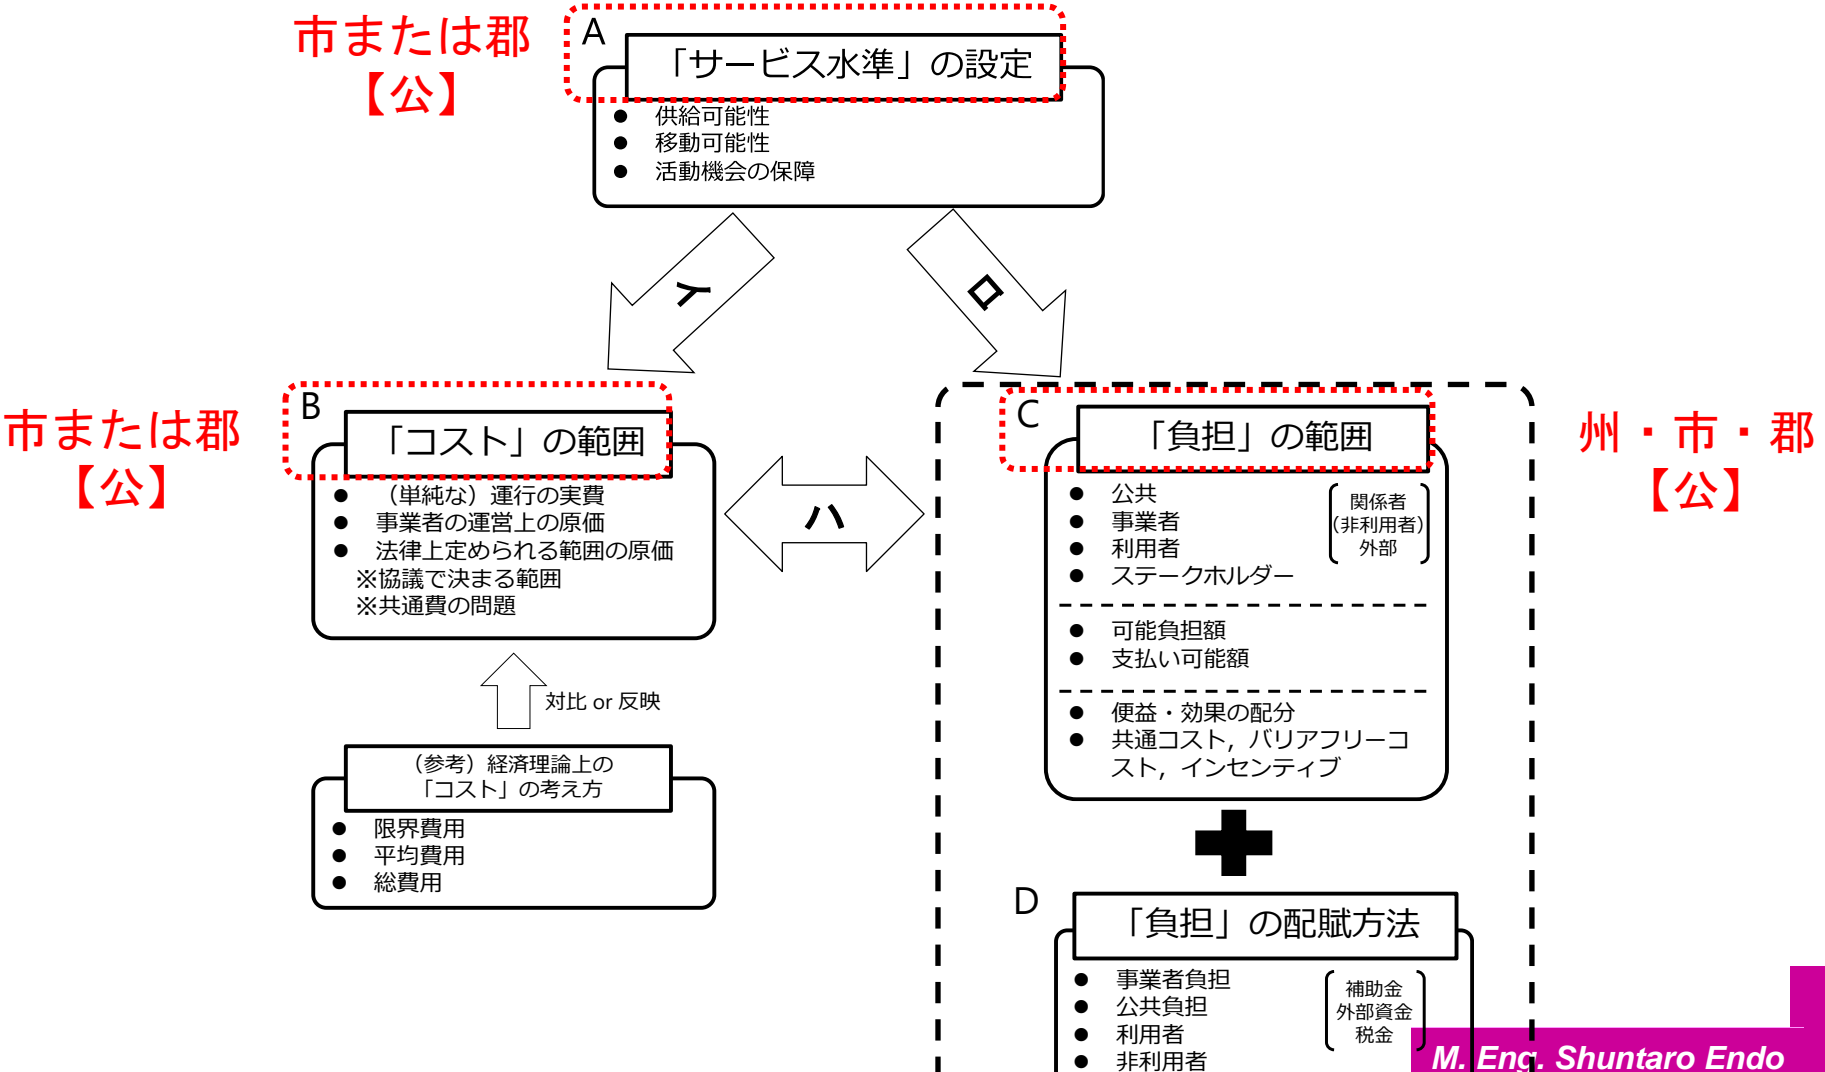 市または郡
【公】
A
「サービス水準」の設定
● 供給可能性
● 移動可能性
● 活動機会の保障
イ
ロ
市または郡
【公】
B
「コスト」の範囲
● （単純な）運行の実費
● 事業者の運営上の原価
● 法律上定められる範囲の原価
※協議で決まる範囲
※共通費の問題
ハ
対比 or 反映
（参考）経済理論上の
「コスト」の考え方
● 限界費用
● 平均費用
● 総費用
C
「負担」の範囲
● 公共
● 事業者
● 利用者
● ステークホルダー
関係者
（非利用者）
外部
● 可能負担額
● 支払い可能額
● 便益・効果の配分
● 共通コスト，バリアフリーコ
スト，インセンティブ
州・市・郡
【公】
D
「負担」の配賦方法
● 事業者負担
● 公共負担
● 利用者
● 非利用者
補助金
外部資金
税金
M. Eng. Shuntaro Endo